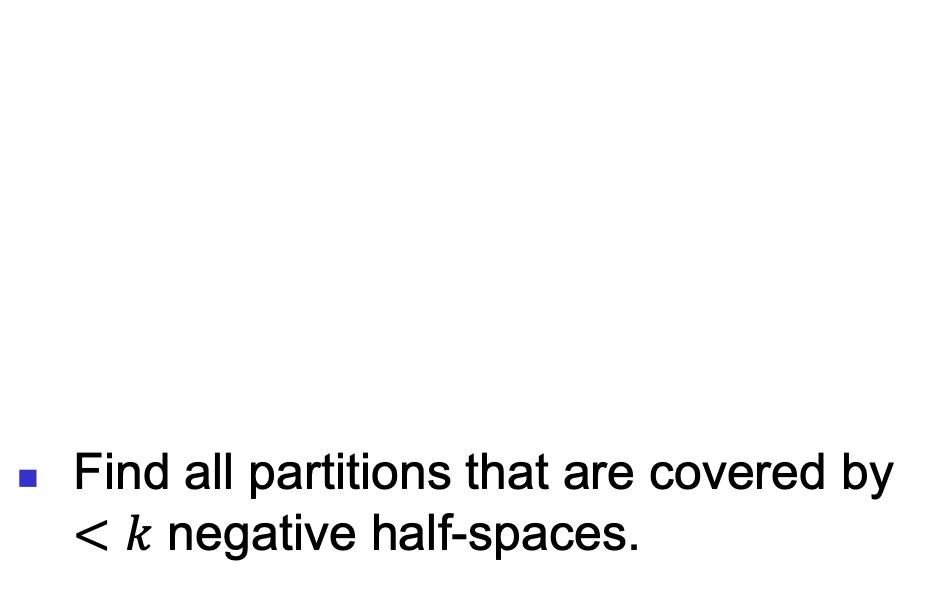 Find all partitions that are covered by
< k negative half-spaces.